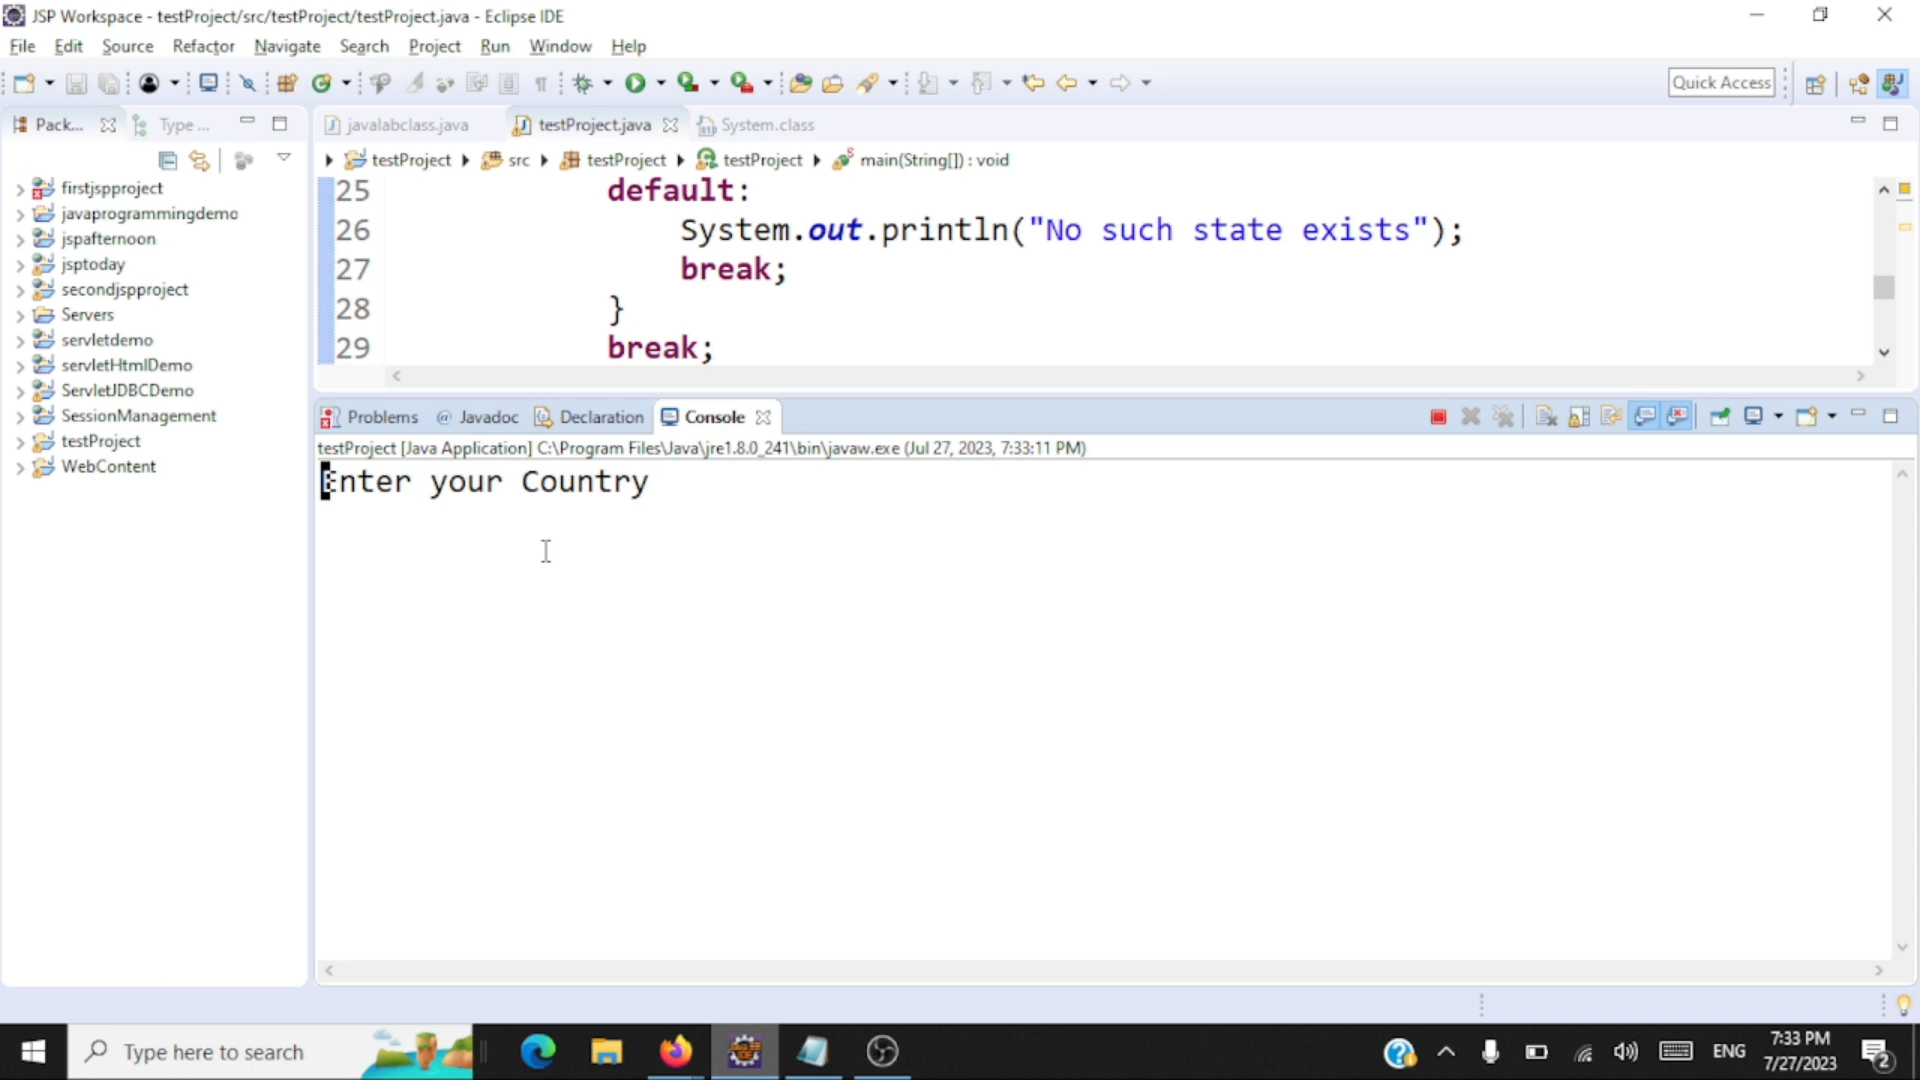 JSP Workspace - testProject/src/testProject/testProject.java - Eclipse IDE
File Edit Source Refactor Navigate Search Project Run Window Help
Quick Access
Pack... Type ...
javalabclass.java testProject.java System.class
testProject src testProject testProject main(String[]) : void
firstjspproject
javaprogrammingdemo
jspafternoon
jsptoday
secondjspproject
Servers
servletdemo
servletHtmlDemo
ServletJDBCDemo
SessionManagement
testProject
WebContent
25 default:
26 System.out.println("No such state exists");
27 break;
28 }
29 break;
Problems @ Javadoc Declaration Console
testProject [Java Application] C:\Program Files\Java\jre1.8.0_241\bin\javaw.exe (Jul 27, 2023, 7:33:11 PM)
Enter your Country
Type here to search
ENG
7:33 PM
7/27/2023
2